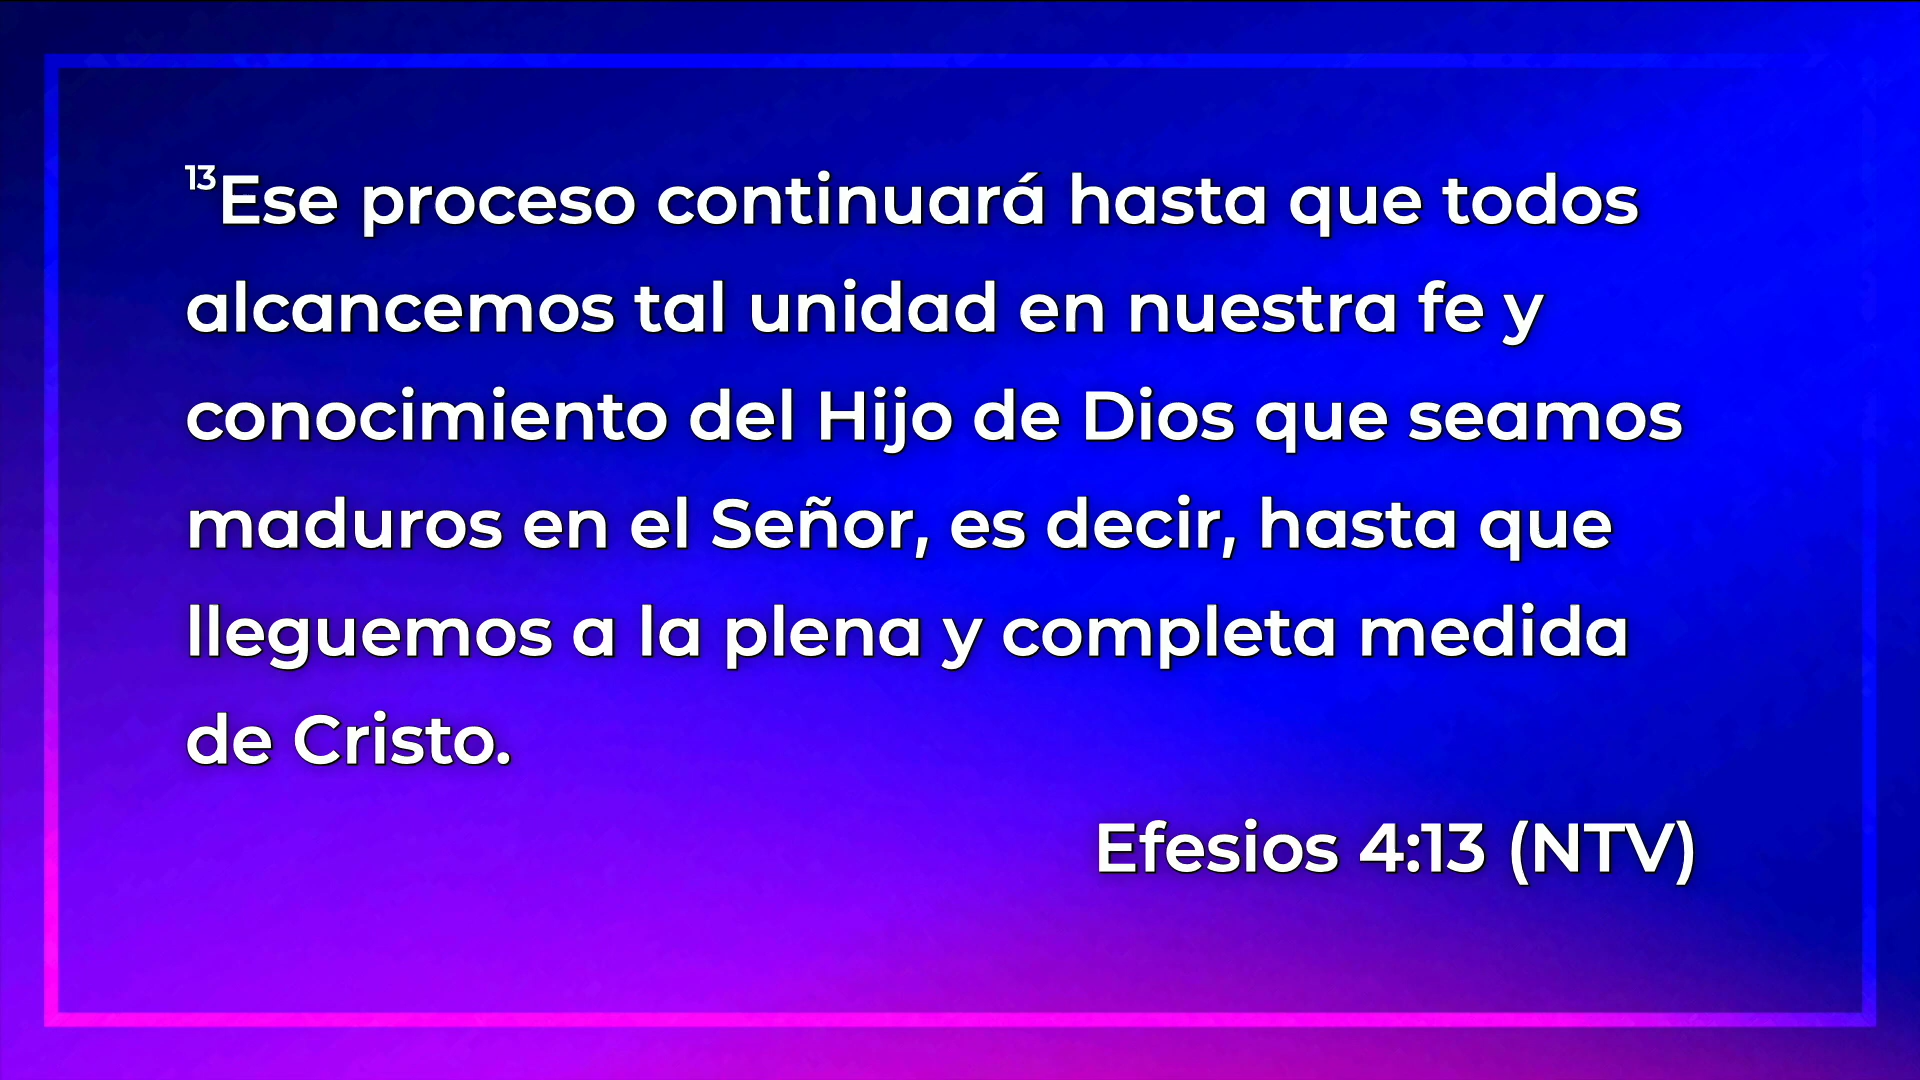 ¹³Ese proceso continuará hasta que todos
alcancemos tal unidad en nuestra fe y
conocimiento del Hijo de Dios que seamos
maduros en el Señor, es decir, hasta que
lleguemos a la plena y completa medida
de Cristo.
Efesios 4:13 (NTV)